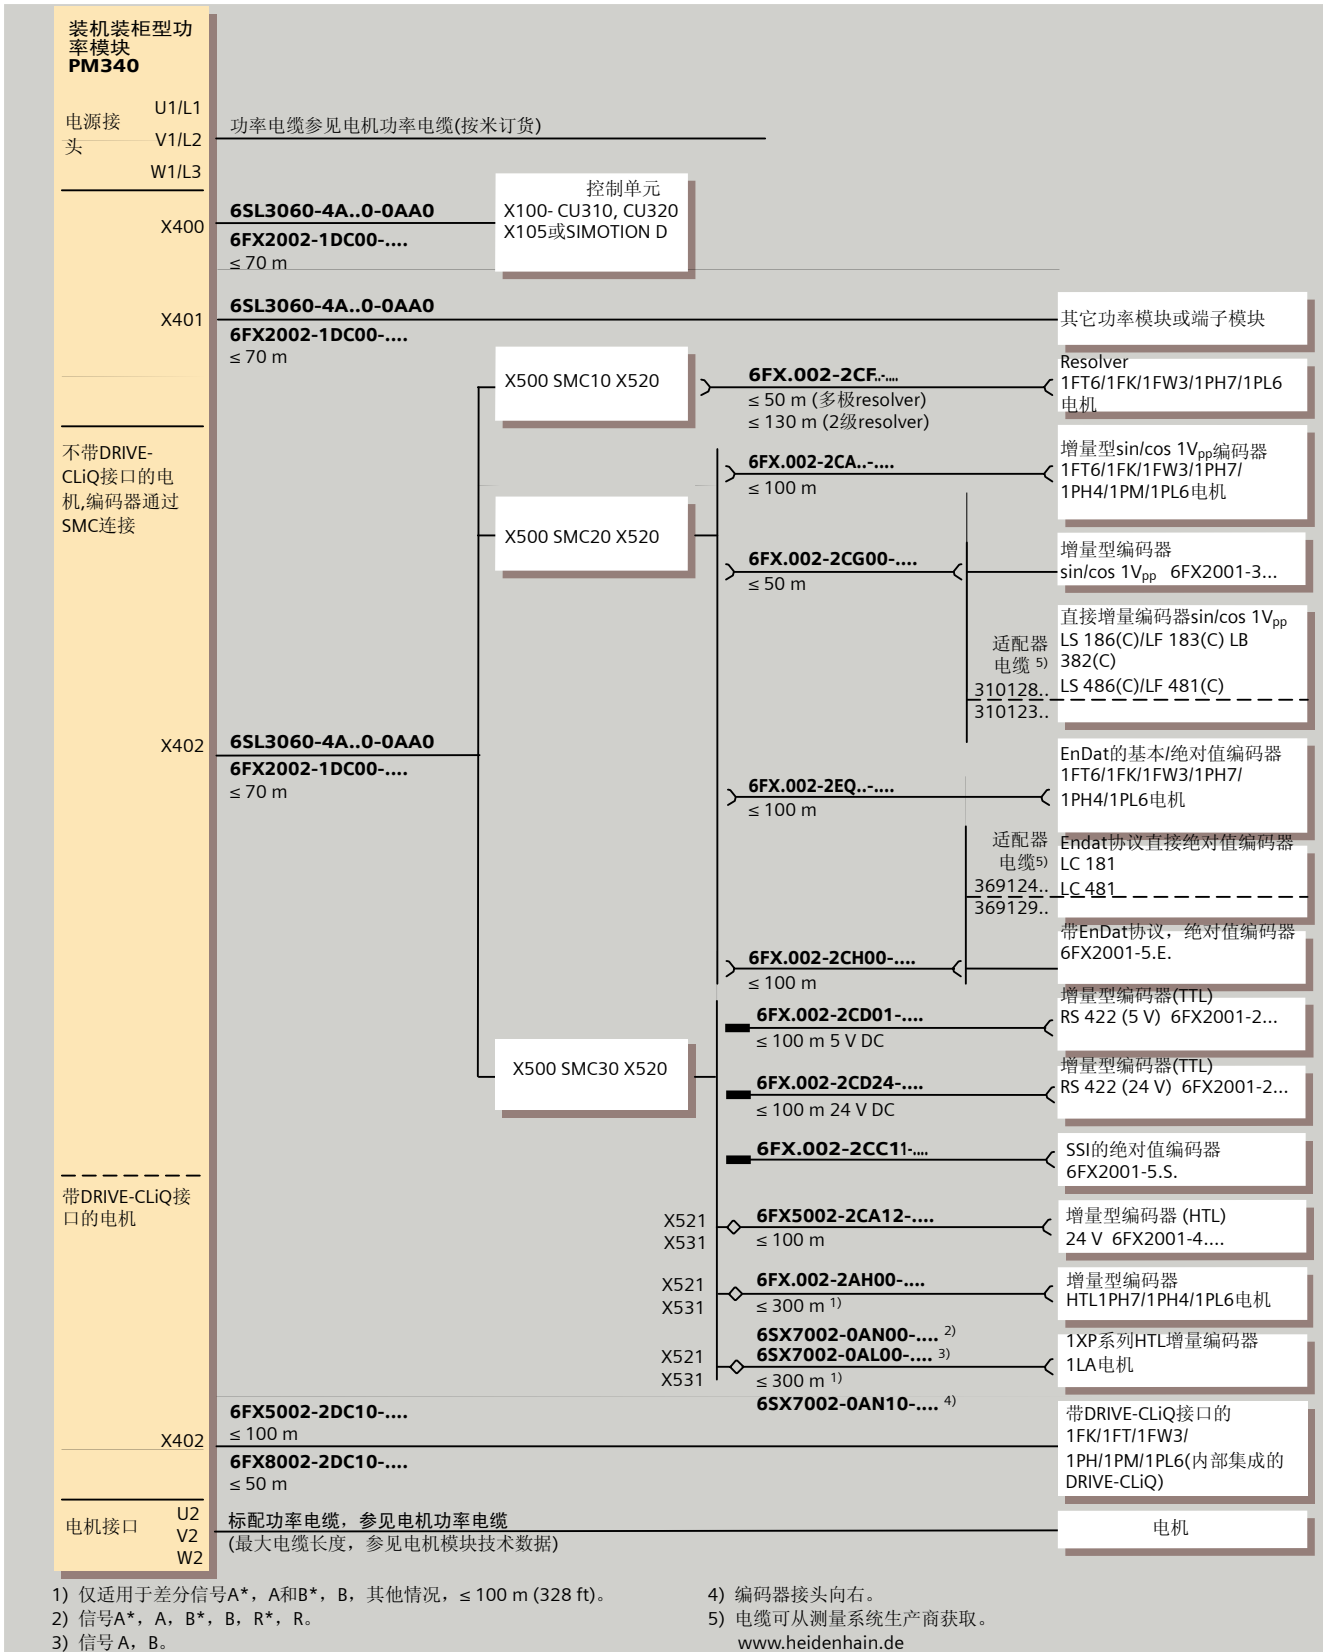 装机装柜型功
率模块
PM340
电源接
头
U1/L1
V1/L2
W1/L3
功率电缆参见电机功率电缆(按米订货)
X400
6SL3060-4A..0-0AA0
6FX2002-1DC00-....
≤ 70 m
控制单元
X100- CU310, CU320
X105或SIMOTION D
X401
6SL3060-4A..0-0AA0
6FX2002-1DC00-....
≤ 70 m
其它功率模块或端子模块
X500 SMC10 X520
6FX.002-2CF..-....
≤ 50 m (多极resolver)
≤ 130 m (2级resolver)
Resolver
1FT6/1FK/1FW3/1PH7/1PL6
电机
不带DRIVE-
CLiQ接口的电
机,编码器通过
SMC连接
6FX.002-2CA..-....
≤ 100 m
增量型sin/cos 1Vpp编码器
1FT6/1FK/1FW3/1PH7/
1PH4/1PM/1PL6电机
X500 SMC20 X520
6FX.002-2CG00-....
≤ 50 m
增量型编码器
sin/cos 1Vpp 6FX2001-3...
适配器
电缆 5)
310128..
310123..
直接增量编码器sin/cos 1Vpp
LS 186(C)/LF 183(C) LB
382(C)
LS 486(C)/LF 481(C)
X402
6SL3060-4A..0-0AA0
6FX2002-1DC00-....
≤ 70 m
6FX.002-2EQ..-....
≤ 100 m
EnDat的基本/绝对值编码器
1FT6/1FK/1FW3/1PH7/
1PH4/1PL6电机
适配器
电缆5)
369124..
369129..
Endat协议直接绝对值编码器
LC 181
LC 481
6FX.002-2CH00-....
≤ 100 m
带EnDat协议，绝对值编码器
6FX2001-5.E.
X500 SMC30 X520
6FX.002-2CD01-....
≤ 100 m 5 V DC
增量型编码器(TTL)
RS 422 (5 V) 6FX2001-2...
6FX.002-2CD24-....
≤ 100 m 24 V DC
增量型编码器(TTL)
RS 422 (24 V) 6FX2001-2...
6FX.002-2CC11-....
SSI的绝对值编码器
6FX2001-5.S.
带DRIVE-CLiQ接
口的电机
X521
X531
6FX5002-2CA12-....
≤ 100 m
增量型编码器 (HTL)
24 V 6FX2001-4....
X521
X531
6FX.002-2AH00-....
≤ 300 m 1)
增量型编码器
HTL1PH7/1PH4/1PL6电机
X521
X531
6SX7002-0AN00-.... 2)
6SX7002-0AL00-.... 3)
≤ 300 m 1)
6SX7002-0AN10-.... 4)
1XP系列HTL增量编码器
1LA电机
X402
6FX5002-2DC10-....
≤ 100 m
6FX8002-2DC10-....
≤ 50 m
带DRIVE-CLiQ接口的
1FK/1FT/1FW3/
1PH/1PM/1PL6(内部集成的
DRIVE-CLiQ)
电机接口
U2
V2
W2
标配功率电缆，参见电机功率电缆
(最大电缆长度，参见电机模块技术数据)
电机
1) 仅适用于差分信号A*，A和B*，B，其他情况，≤ 100 m (328 ft)。
2) 信号A*，A，B*，B，R*，R。
3) 信号 A，B。
4) 编码器接头向右。
5) 电缆可从测量系统生产商获取。
www.heidenhain.de